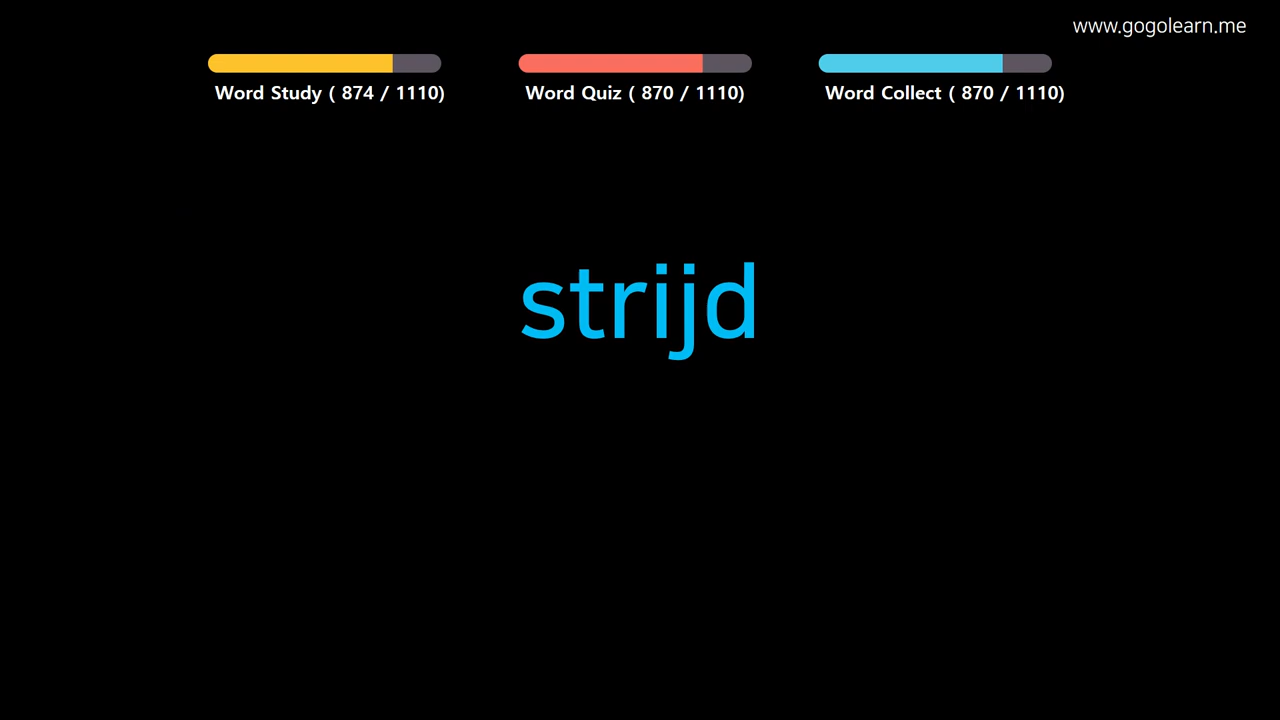 www.gogolearn.me
Word Study ( 874 / 1110)
Word Quiz ( 870 / 1110)
Word Collect ( 870 / 1110)
strijd